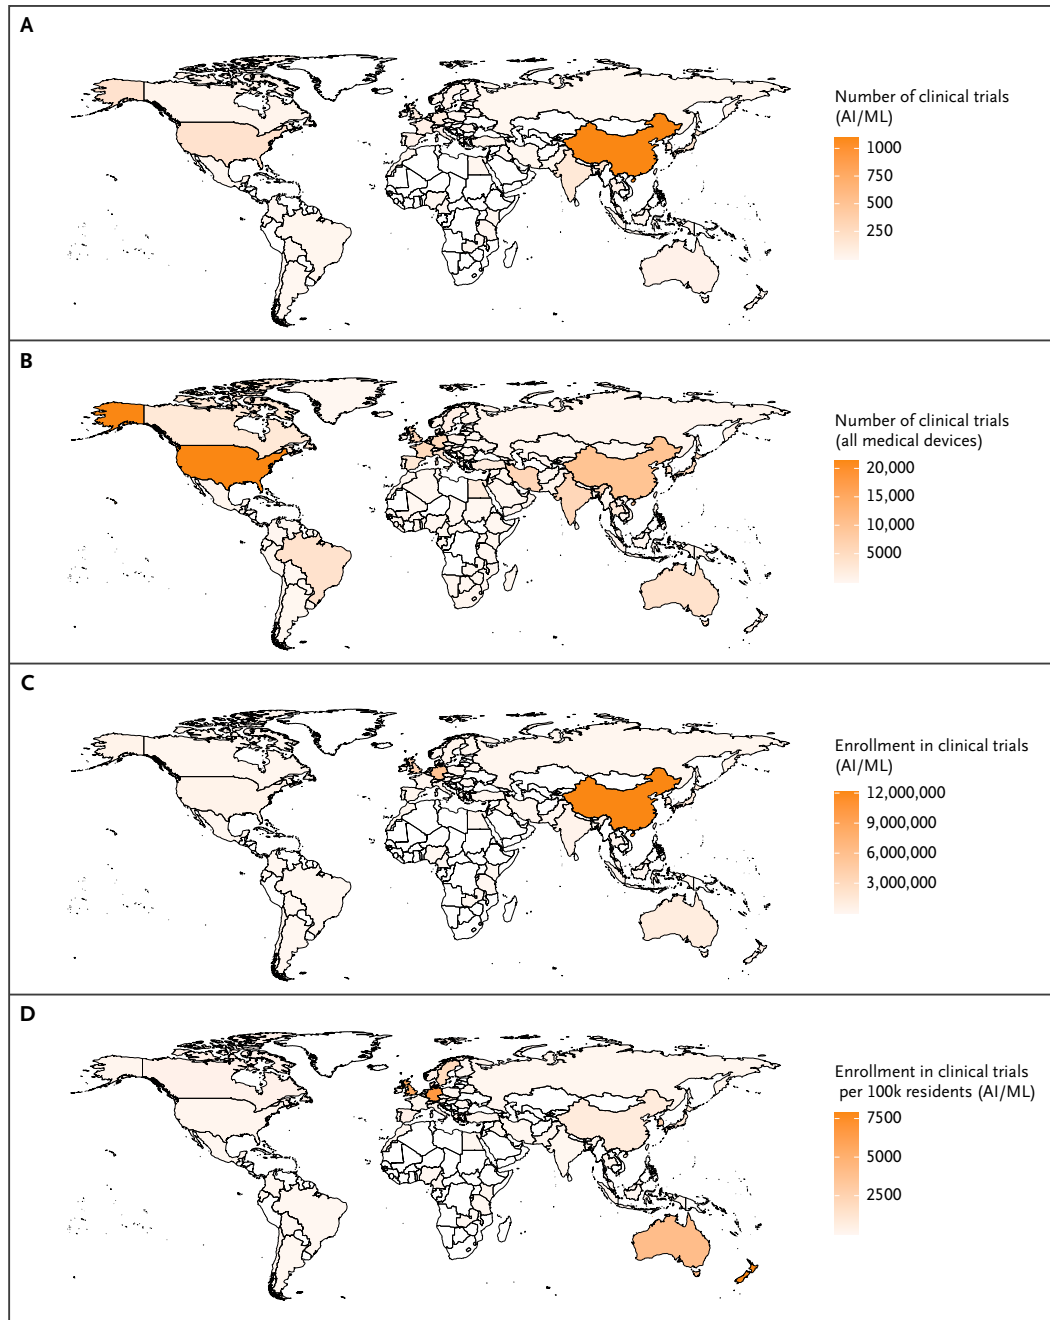 A
Number of clinical trials
(AI/ML)
1000
750
500
250
B
Number of clinical trials
(all medical devices)
20,000
15,000
10,000
5000
C
Enrollment in clinical trials
(AI/ML)
12,000,000
9,000,000
6,000,000
3,000,000
D
Enrollment in clinical trials
per 100k residents (AI/ML)
7500
5000
2500